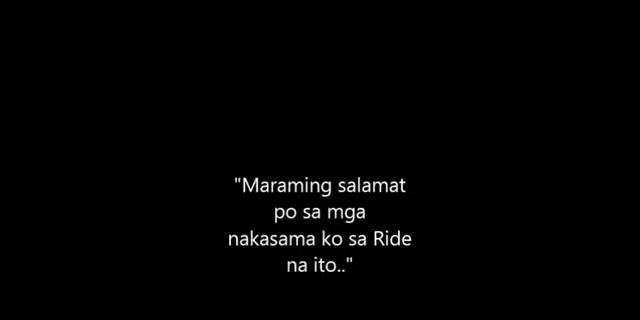 "Maraming salamat
po sa mga
nakasama ko sa Ride
na ito.."